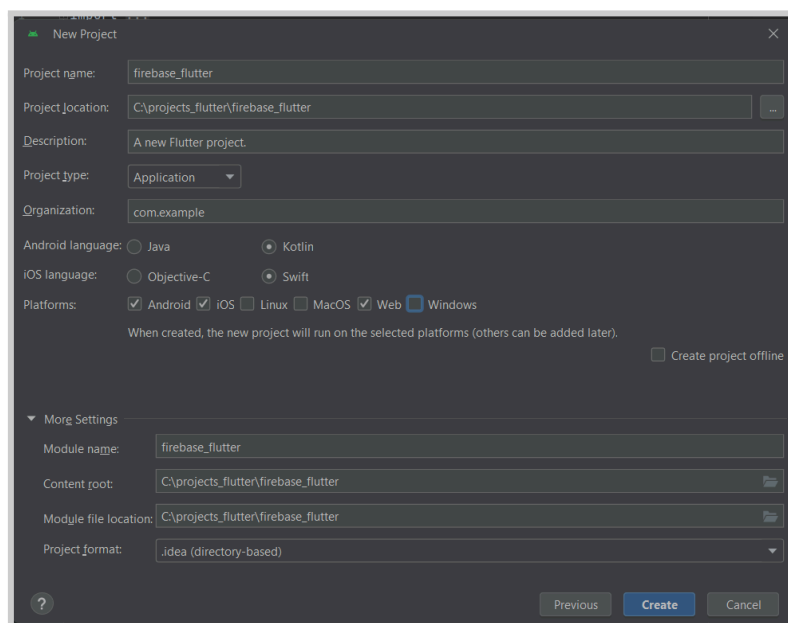 New Project
Project name: firebase_flutter
Project location: C:\projects_flutter\firebase_flutter ...
Description: A new Flutter project.
Project type: Application
Organization: com.example
Android language: Java Kotlin
iOS language: Objective-C Swift
Platforms: Android iOS Linux MacOS Web Windows
When created, the new project will run on the selected platforms (others can be added later).
Create project offline
More Settings
Module name: firebase_flutter
Content root: C:\projects_flutter\firebase_flutter
Module file location: C:\projects_flutter\firebase_flutter
Project format: .idea (directory-based)
? Previous Create Cancel